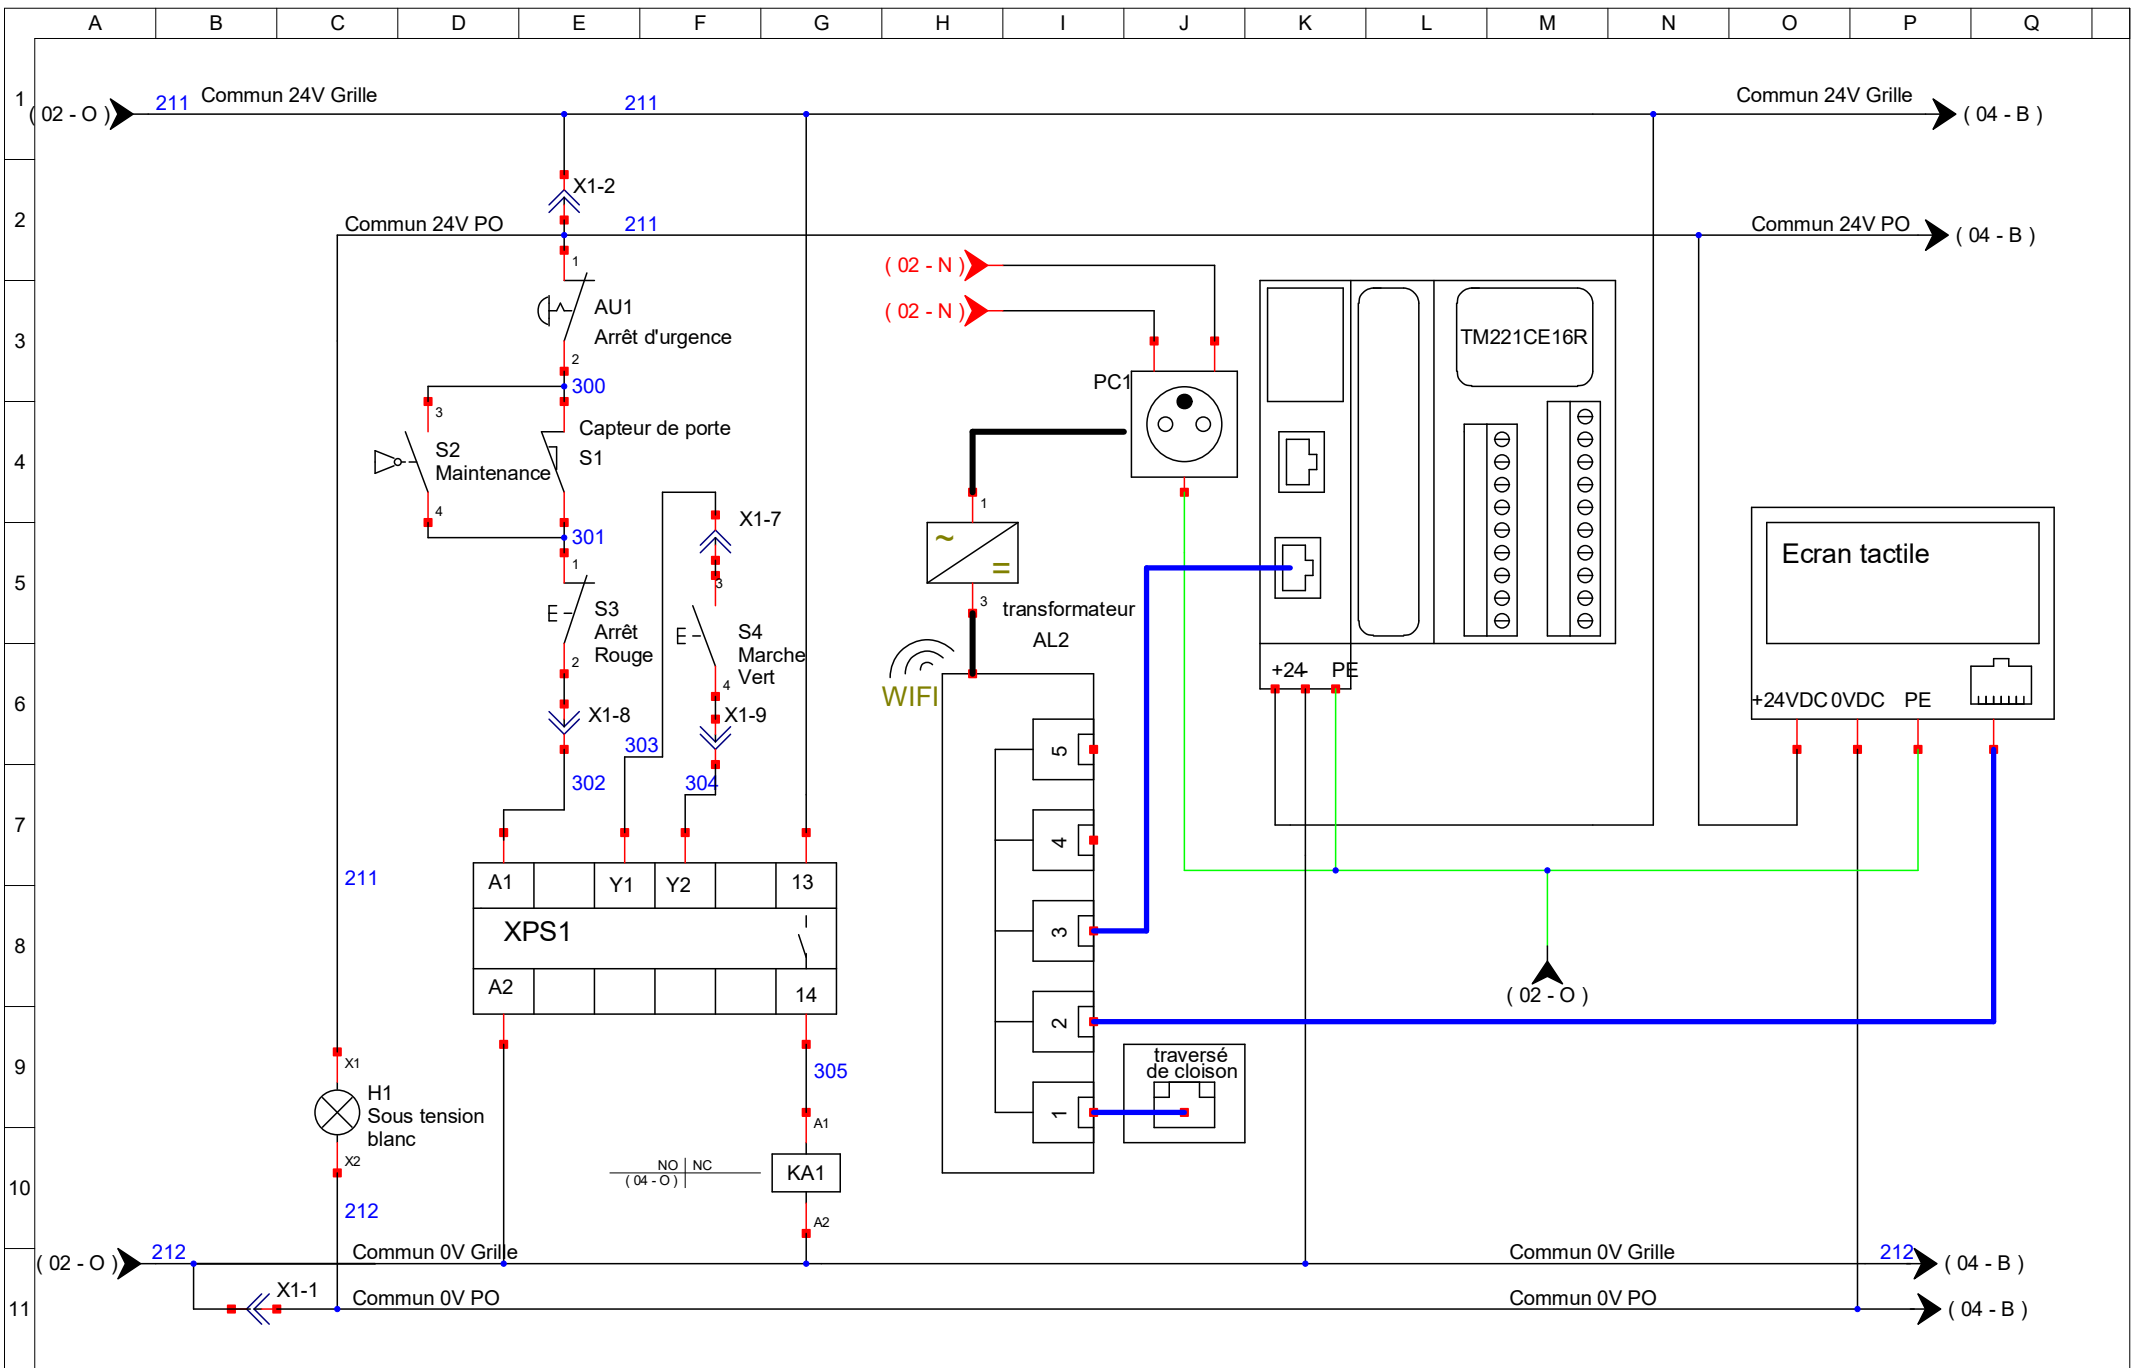 A B C D E F G H I J K L M N O P Q
1
2
3
4
5
6
7
8
9
10
11
( 02 - O )
211
Commun 24V Grille
211
Commun 24V Grille
( 04 - B )
X1-2
Commun 24V PO
211
Commun 24V PO
( 04 - B )
( 02 - N )
( 02 - N )
1
AU1
Arrêt d'urgence
2
300
3
S2
Maintenance
4
Capteur de porte
S1
301
1
S3
Arrêt
Rouge
2
X1-8
302
X1-7
3
S4
Marche
Vert
4
X1-9
303
304
PC1
1
~
=
3
transformateur
AL2
WIFI
5
4
3
2
1
traversé
de cloison
TM221CE16R
+24-
PE
Ecran tactile
+24VDC
0VDC
PE
( 02 - O )
211
A1
Y1
Y2
13
XPS1
A2
14
305
X1
H1
Sous tension
blanc
X2
212
A1
KA1
A2
NO
NC
( 04 - O )
( 02 - O )
212
Commun 0V Grille
Commun 0V Grille
212
( 04 - B )
X1-1
Commun 0V PO
Commun 0V PO
( 04 - B )